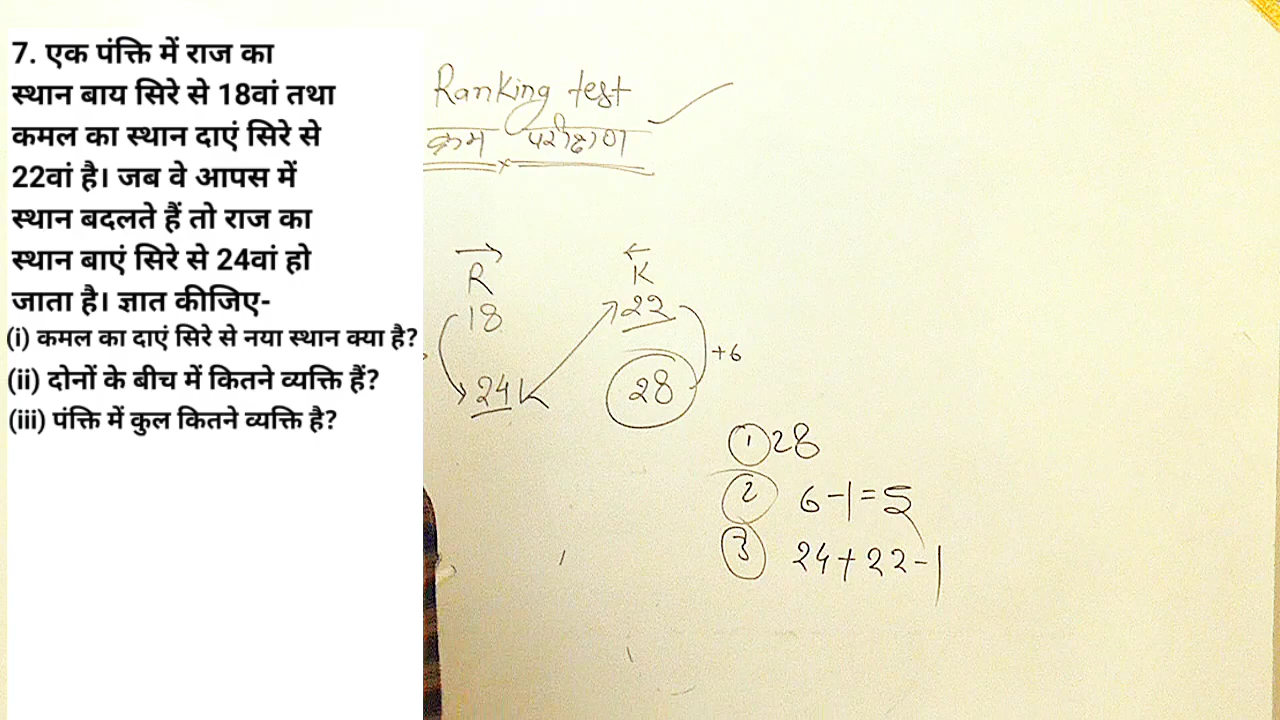 7. एक पंक्ति में राज का
स्थान बाय सिरे से 18वां तथा
कमल का स्थान दाएं सिरे से
22वां है। जब वे आपस में
स्थान बदलते हैं तो राज का
स्थान बाएं सिरे से 24वां हो
जाता है। ज्ञात कीजिए-
(i) कमल का दाएं सिरे से नया स्थान क्या है?
(ii) दोनों के बीच में कितने व्यक्ति हैं?
(iii) पंक्ति में कुल कितने व्यक्ति है?
Ranking test
क्रम परीक्षण
R K
18 22
+6
24 K 28
1 28
2 6-1=5
3 24+22-1